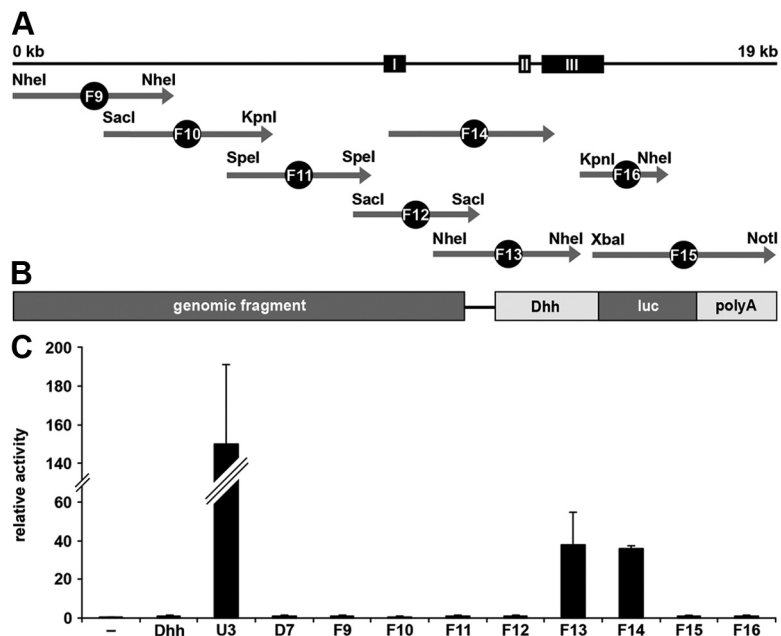 A
0 kb 19 kb
I II III
NheI NheI
F9
SacI KpnI
F10 F14
SpeI SpeI KpnI NheI
F11 F16
SacI SacI
F12
NheI NheI XbaI NotI
F13 F15
B
genomic fragment Dhh luc polyA
C
200
180
160
140
60
40
20
0
relative activity
– Dhh U3 D7 F9 F10 F11 F12 F13 F14 F15 F16